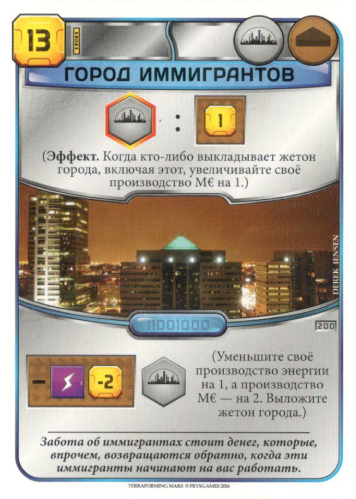 13
ГОРОД ИММИГРАНТОВ
: 1
(Эффект. Когда кто-либо выкладывает жетон
города, включая этот, увеличивайте своё
производство М€ на 1.)
DEREK JENSEN
11001000
200
- -2
(Уменьшите своё
производство энергии
на 1, а производство
М€ — на 2. Выложите
жетон города.)
Забота об иммигрантах стоит денег, которые,
впрочем, возвращаются обратно, когда эти
иммигранты начинают на вас работать.
TERRAFORMING MARS © FRYXGAMES 2016